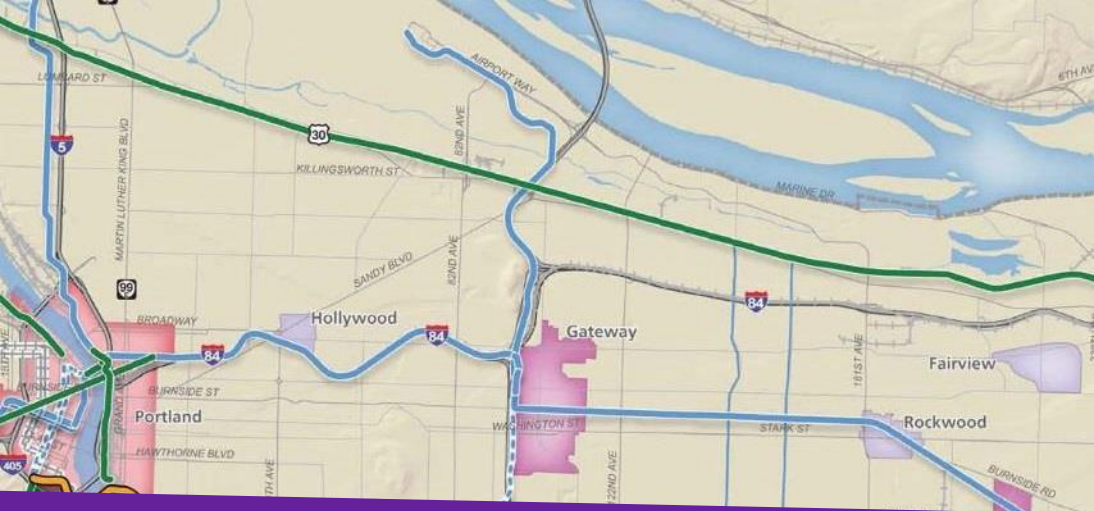 6TH AV
AIRPORT WAY
LOMBARD ST
82ND AVE
30
5
MARTIN LUTHER KING BLVD
KILLINGSWORTH ST
MARINE DR
82ND AVE
SANDY BLVD
99
84
BROADWAY
Hollywood
84
Gateway
84
181ST AVE
Fairview
BURNSIDE ST
GRAND AVE
Portland
WASHINGTON ST
STARK ST
Rockwood
HAWTHORNE BLVD
405
TH AVE
122ND AVE
BURNSIDE RD